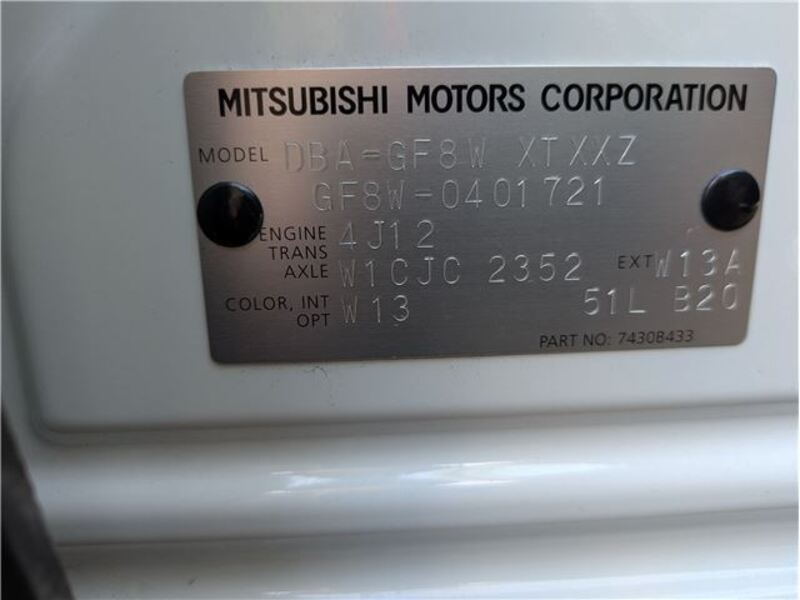 MITSUBISHI MOTORS CORPORATION
MODEL DBA-GF8W XTXXZ
GF8W-0401721
ENGINE 4J12
TRANS
AXLE W1CJC 2352 EXT W13A
COLOR, INT W13 51L B20
OPT
PART NO: 7430B433